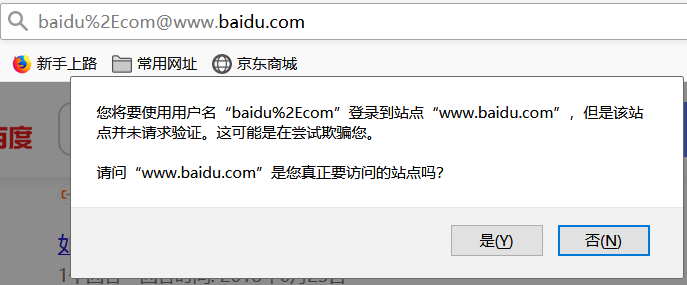 baidu%2Ecom@www.baidu.com
新手上路 常用网址 京东商城
您将要使用用户名“baidu%2Ecom”登录到站点“www.baidu.com”，但是该站
点并未请求验证。这可能是在尝试欺骗您。
请问“www.baidu.com”是您真正要访问的站点吗？
百度
是(Y) 否(N)